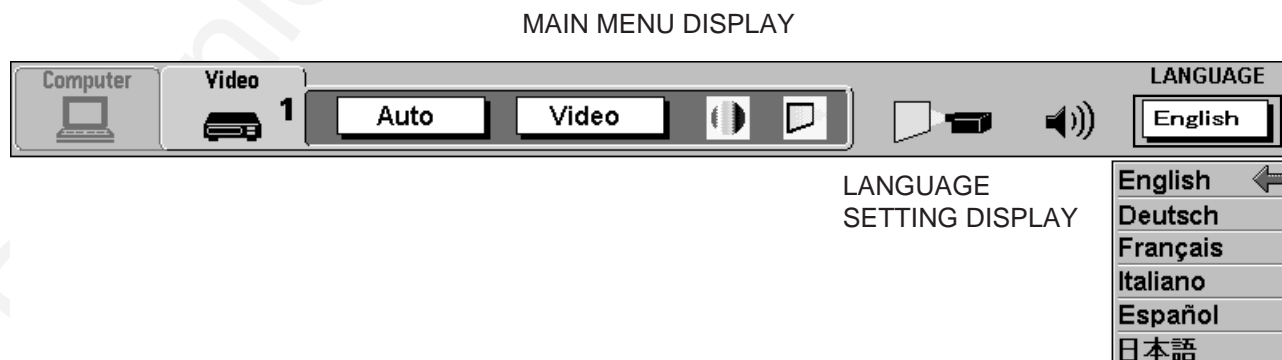 MAIN MENU DISPLAY
Computer
Video
LANGUAGE
1
Auto
Video
English
LANGUAGE
SETTING DISPLAY
English
Deutsch
Français
Italiano
Español
日本語